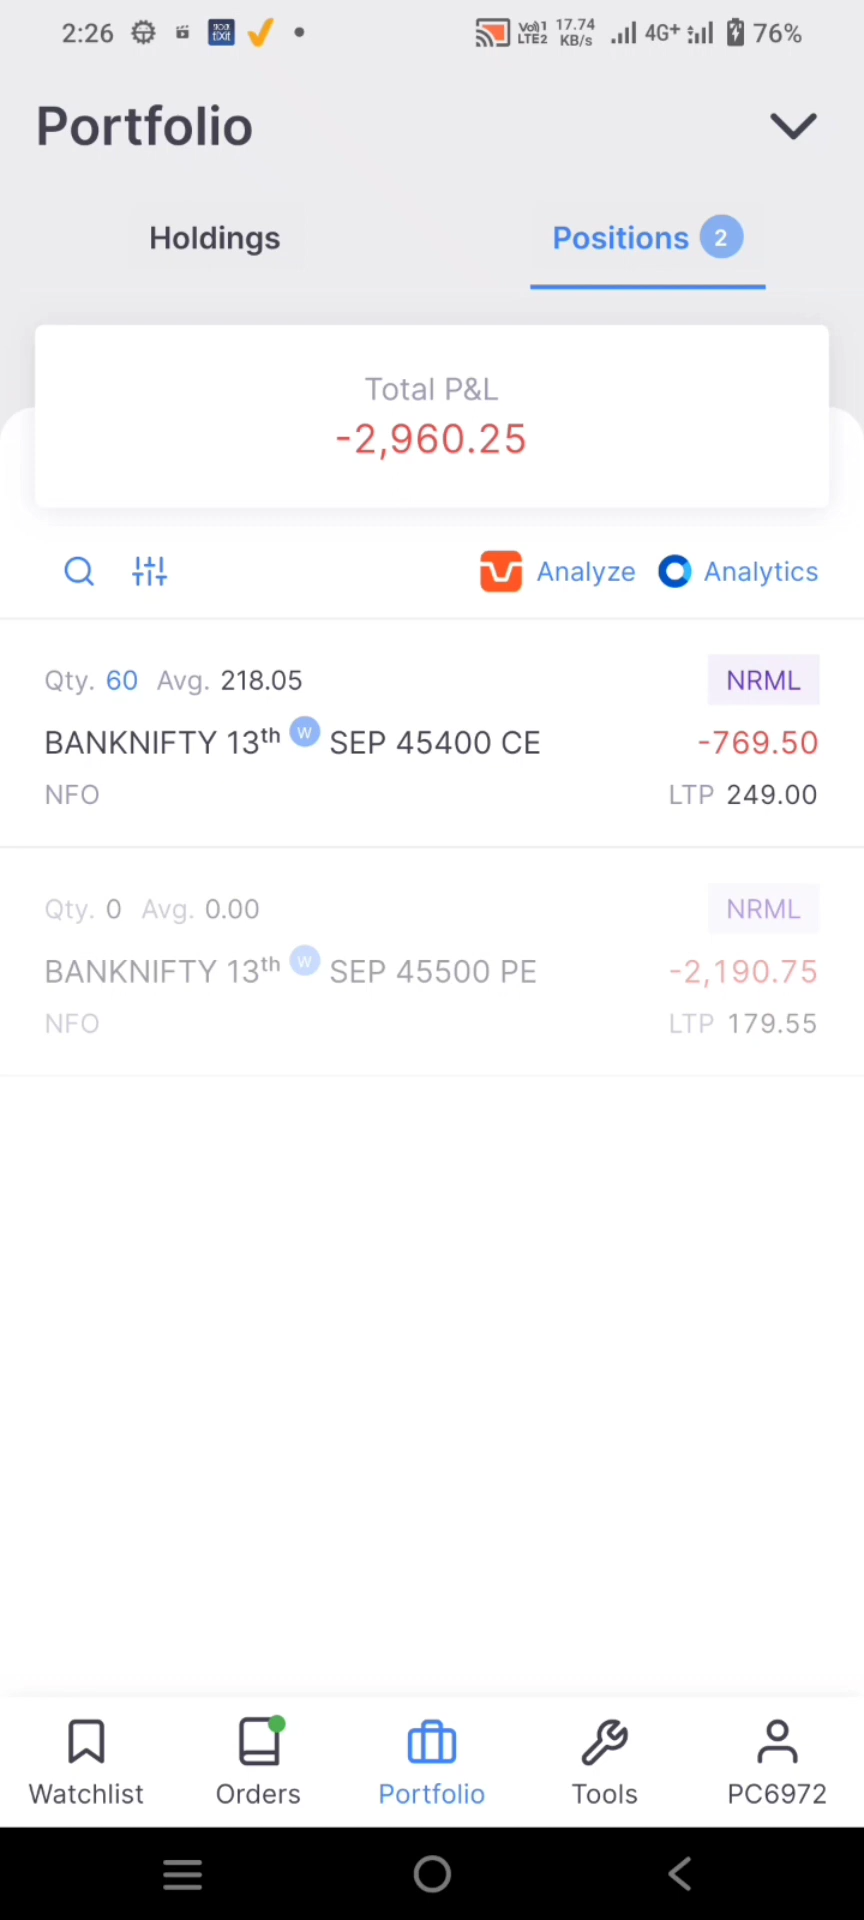 2:26 Vo))1 LTE2 17.74 KB/s 4G+ 76%
Portfolio
Holdings Positions 2
Total P&L
-2,960.25
Analyze Analytics
Qty. 60 Avg. 218.05 NRML
BANKNIFTY 13th W SEP 45400 CE -769.50
NFO LTP 249.00
Qty. 0 Avg. 0.00 NRML
BANKNIFTY 13th W SEP 45500 PE -2,190.75
NFO LTP 179.55
Watchlist Orders Portfolio Tools PC6972